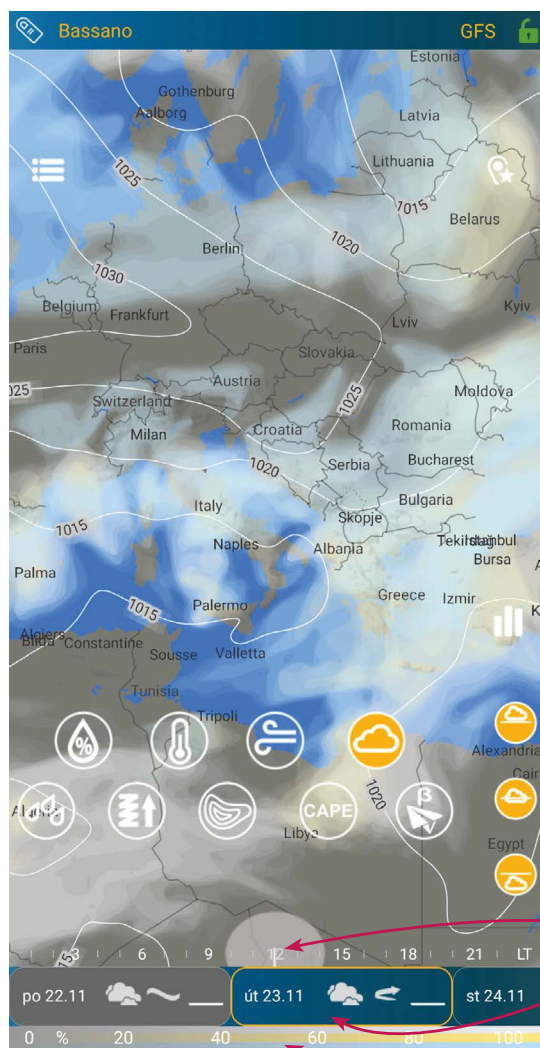 Bassano GFS
Estonia
Gothenburg
Aalborg
Latvia
Lithuania
1025
1015
Belarus
1020
Berlin
1030
Belgium
Frankfurt
Kyiv
Lviv
Paris
Slovakia
Austria
Moldova
025
Switzerland
1025
Milan
Croatia
Romania
Serbia
Bucharest
1020
Italy
Bulgaria
Skopje
1015
Naples
Albania
Istanbul
Bursa
Palma
Greece
Izmir
1015
Palermo
K
Algiers
Blida
Constantine
Sousse
Valletta
Tunisia
Tripoli
%
Alexandria
Cair
1020
Algeria
CAPE
β
Libya
Egypt
15
3 6 9 12 15 18 21 LT
po 22.11 út 23.11 st 24.11
0 % 20 40 60 80 100